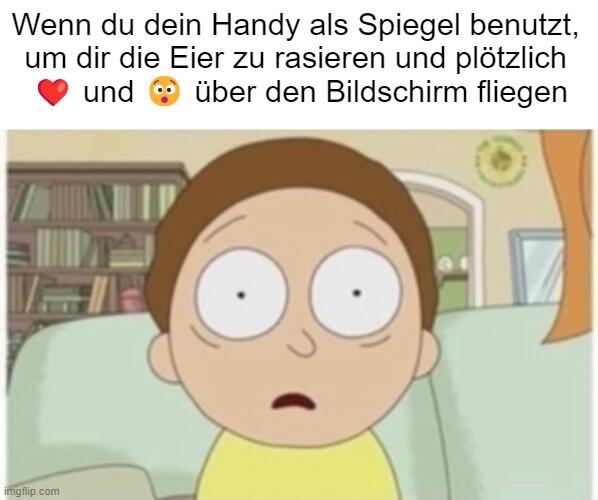 Wenn du dein Handy als Spiegel benutzt,
um dir die Eier zu rasieren und plötzlich
❤️ und 😲 über den Bildschirm fliegen
imgflip.com